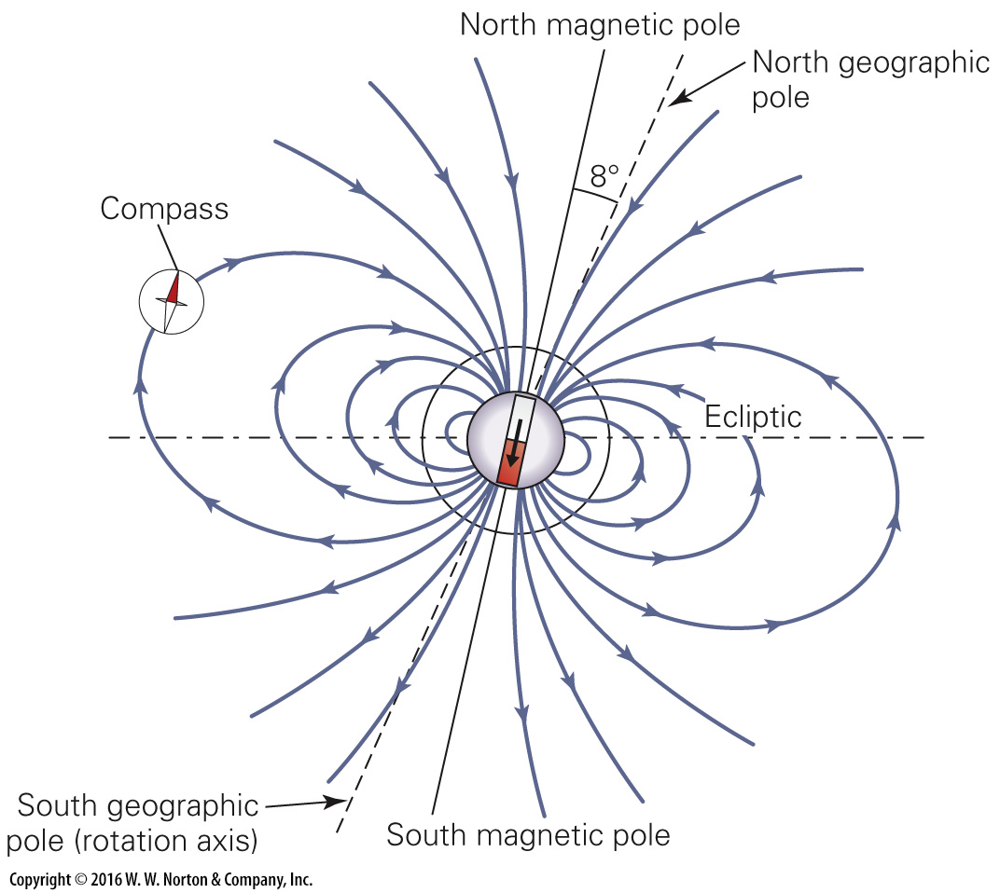 North magnetic pole
North geographic
pole
8°
Compass
Ecliptic
South geographic
pole (rotation axis)
South magnetic pole
Copyright © 2016 W. W. Norton & Company, Inc.